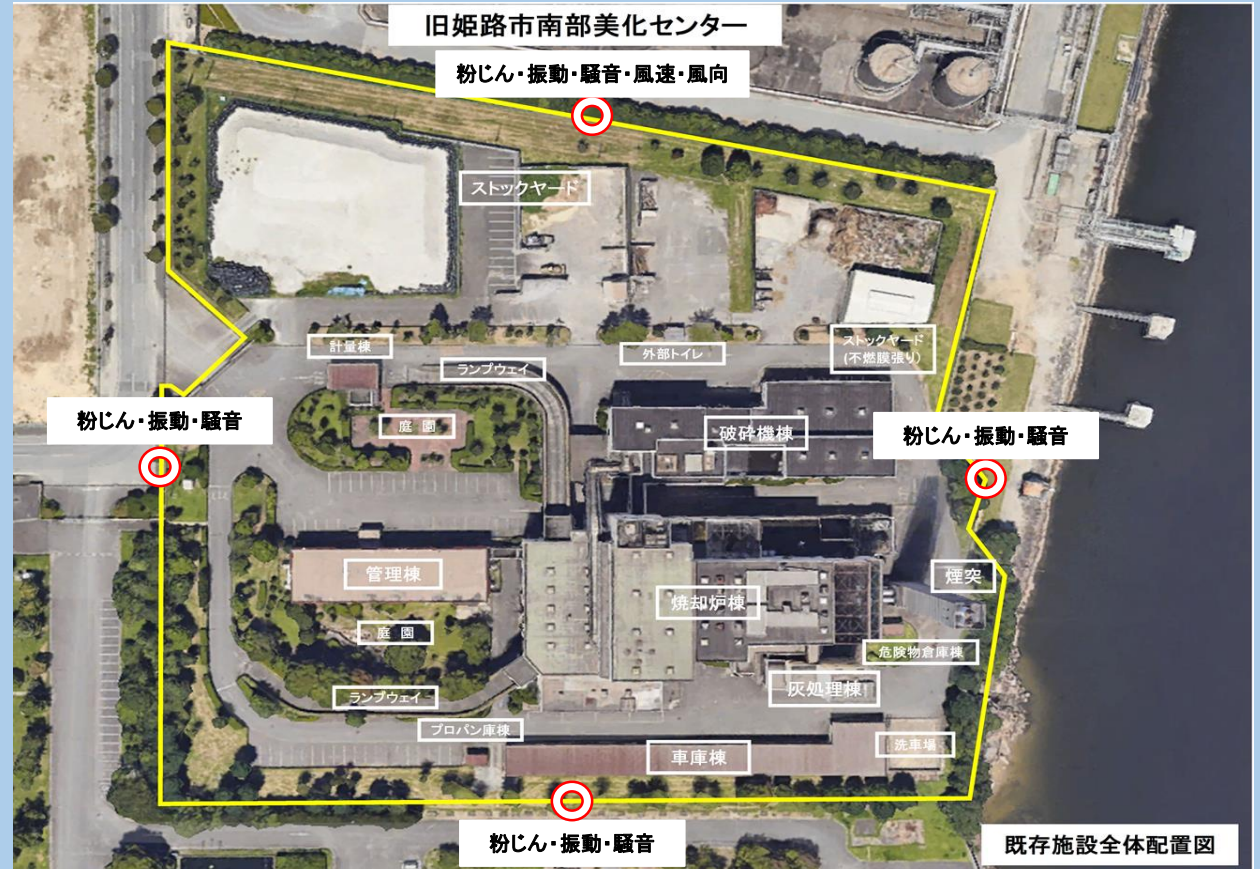 旧姫路市南部美化センター
粉じん・振動・騒音・風速・風向
ストックヤード
計量棟
ランプウェイ
外部トイレ
ストックヤード
(不燃膜張り)
粉じん・振動・騒音
庭 園
破砕機棟
粉じん・振動・騒音
管理棟
焼却炉棟
煙突
庭 園
危険物倉庫棟
灰処理棟
ランプウェイ
プロパン庫棟
車庫棟
洗車場
粉じん・振動・騒音
既存施設全体配置図